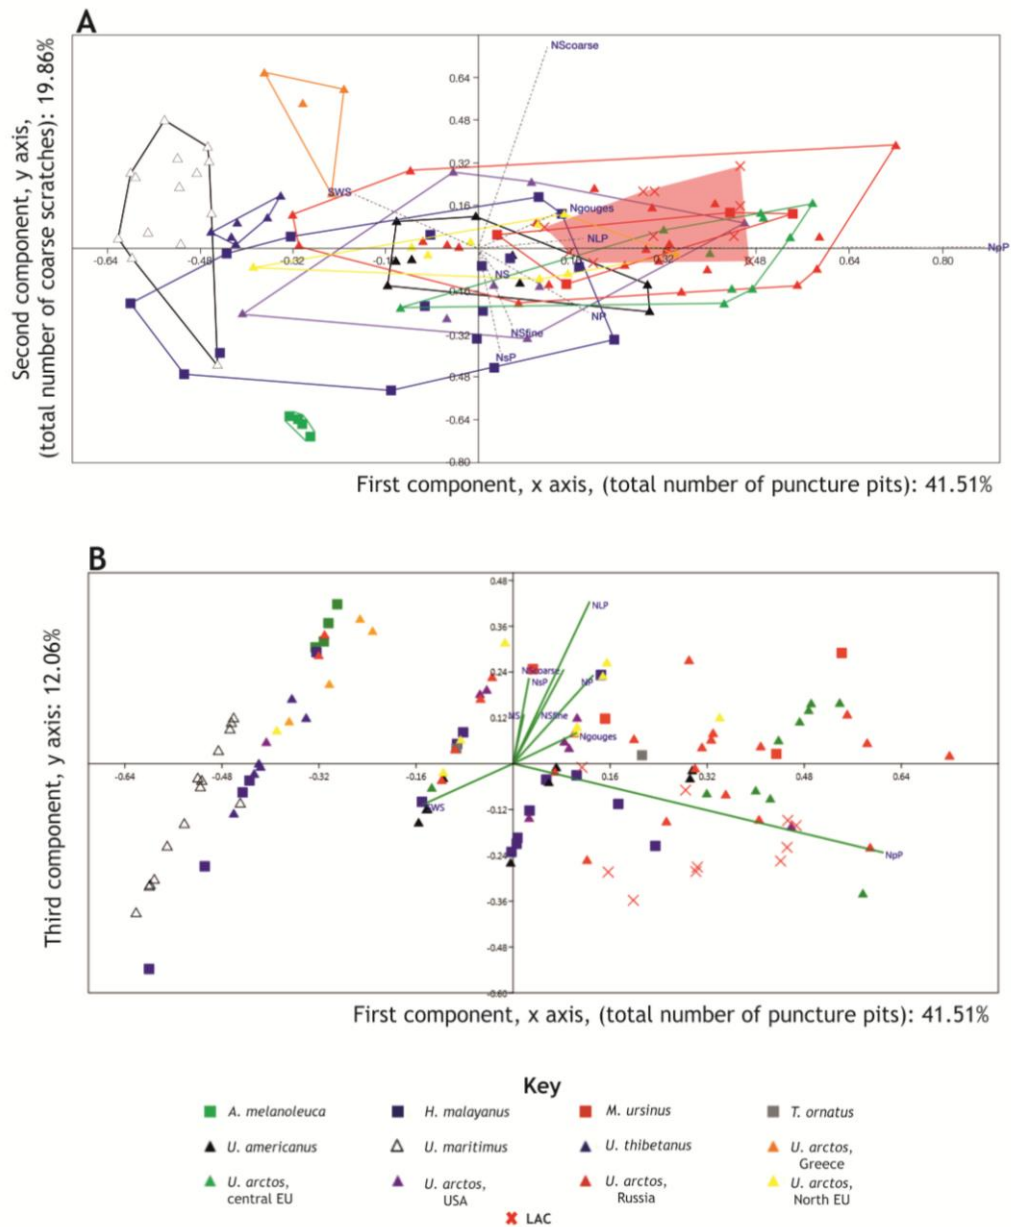 A
Second component, y axis,
(total number of coarse scratches): 19.86%
NScoarse
0.64
0.48
0.32
0.16
SWS
Ngouges
NLP
NpP
-0.64
-0.48
-0.32
0.48
0.64
0.80
NS
NP
-0.32
NSfine
NsP
-0.48
-0.64
-0.80
First component, x axis, (total number of puncture pits): 41.51%
B
Third component, y axis: 12.06%
0.48
NLP
0.36
0.24
NScoarse
NsP
NP
0.12
NS
NSfine
Ngouges
-0.64
-0.48
-0.32
-0.16
0.16
0.32
0.48
0.64
SWS
-0.12
NpP
-0.36
-0.48
-0.60
First component, x axis, (total number of puncture pits): 41.51%
Key
A. melanoleuca
H. malayanus
M. ursinus
T. ornatus
U. americanus
U. maritimus
U. thibetanus
U. arctos,
Greece
U. arctos,
central EU
U. arctos,
USA
U. arctos,
Russia
U. arctos,
North EU
LAC